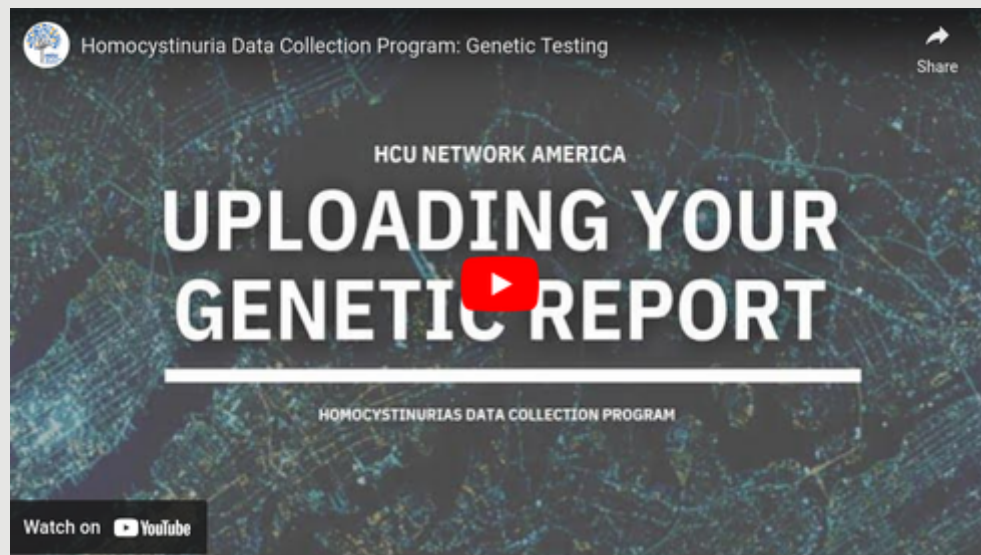 Homocystinuria Data Collection Program: Genetic Testing
Share
HCU NETWORK AMERICA
UPLOADING YOUR
GENETIC REPORT
HOMOCYSTINURIAS DATA COLLECTION PROGRAM
Watch on YouTube